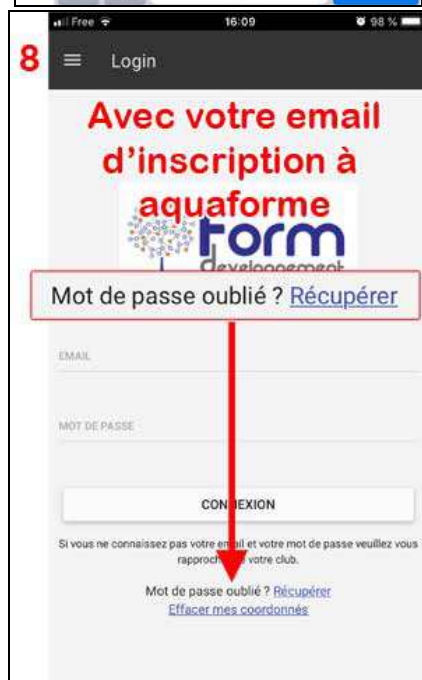 Free 16:09 98 %
8
Login
Avec votre email
d'inscription à
aquaforme
form
developpement
Mot de passe oublié ? Récupérer
EMAIL
MOT DE PASSE
CONNEXION
Si vous ne connaissez pas votre email et votre mot de passe veuillez vous
rapprocher de votre club.
Mot de passe oublié ? Récupérer
Effacer mes coordonnés